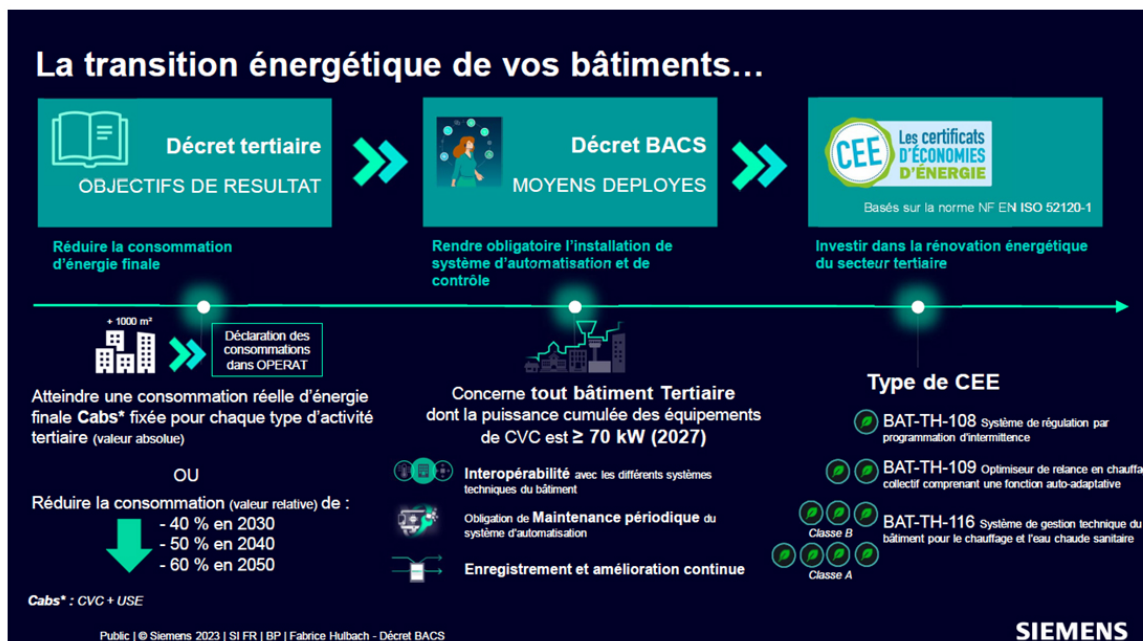 La transition énergétique de vos bâtiments…
Décret tertiaire
OBJECTIFS DE RESULTAT
Décret BACS
MOYENS DEPLOYES
CEE
Les certificats
D'ÉCONOMIES
D'ÉNERGIE
Basés sur la norme NF EN ISO 52120-1
Réduire la consommation
d'énergie finale
Rendre obligatoire l'installation de
système d'automatisation et de
contrôle
Investir dans la rénovation énergétique
du secteur tertiaire
+ 1000 m²
Déclaration des
consommations
dans OPERAT
Atteindre une consommation réelle d'énergie
finale Cabs* fixée pour chaque type d'activité
tertiaire (valeur absolue)
OU
Réduire la consommation (valeur relative) de :
- 40 % en 2030
- 50 % en 2040
- 60 % en 2050
Cabs* : CVC + USE
Concerne tout bâtiment Tertiaire
dont la puissance cumulée des équipements
de CVC est ≥ 70 kW (2027)
Interopérabilité avec les différents systèmes
techniques du bâtiment
Obligation de Maintenance périodique du
système d'automatisation
Enregistrement et amélioration continue
Type de CEE
BAT-TH-108 Système de régulation par
programmation d'intermittence
BAT-TH-109 Optimiseur de relance en chauffa
collectif comprenant une fonction auto-adaptative
Classe B
BAT-TH-116 Système de gestion technique du
bâtiment pour le chauffage et l'eau chaude sanitaire
Classe A
Public | © Siemens 2023 | SI FR | BP | Fabrice Hulbach - Décret BACS
SIEMENS